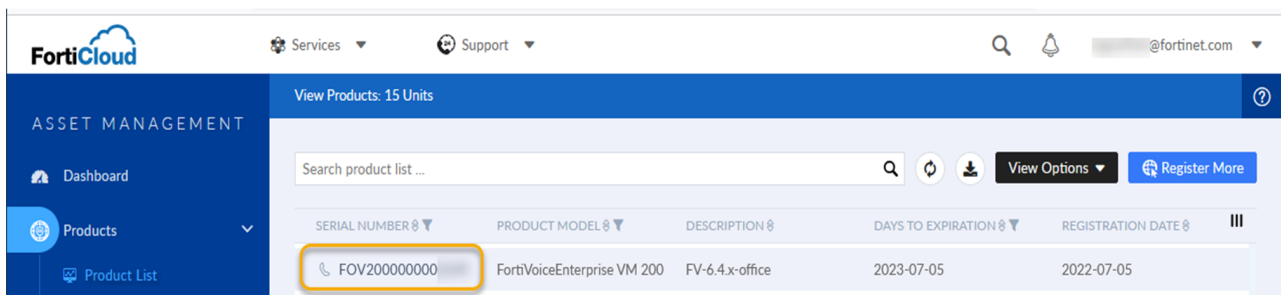 FortiCloud
Services
Support
@fortinet.com
ASSET MANAGEMENT
Dashboard
Products
Product List
View Products: 15 Units
Search product list ...
View Options
Register More
SERIAL NUMBER PRODUCT MODEL DESCRIPTION DAYS TO EXPIRATION REGISTRATION DATE
FOV200000000 FortiVoiceEnterprise VM 200 FV-6.4.x-office 2023-07-05 2022-07-05